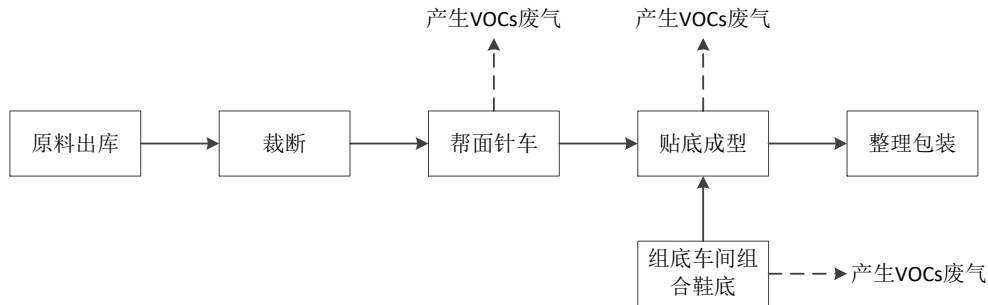 产生VOCs废气
产生VOCs废气
原料出库
裁断
帮面针车
贴底成型
整理包装
组底车间组
合鞋底
产生VOCs废气